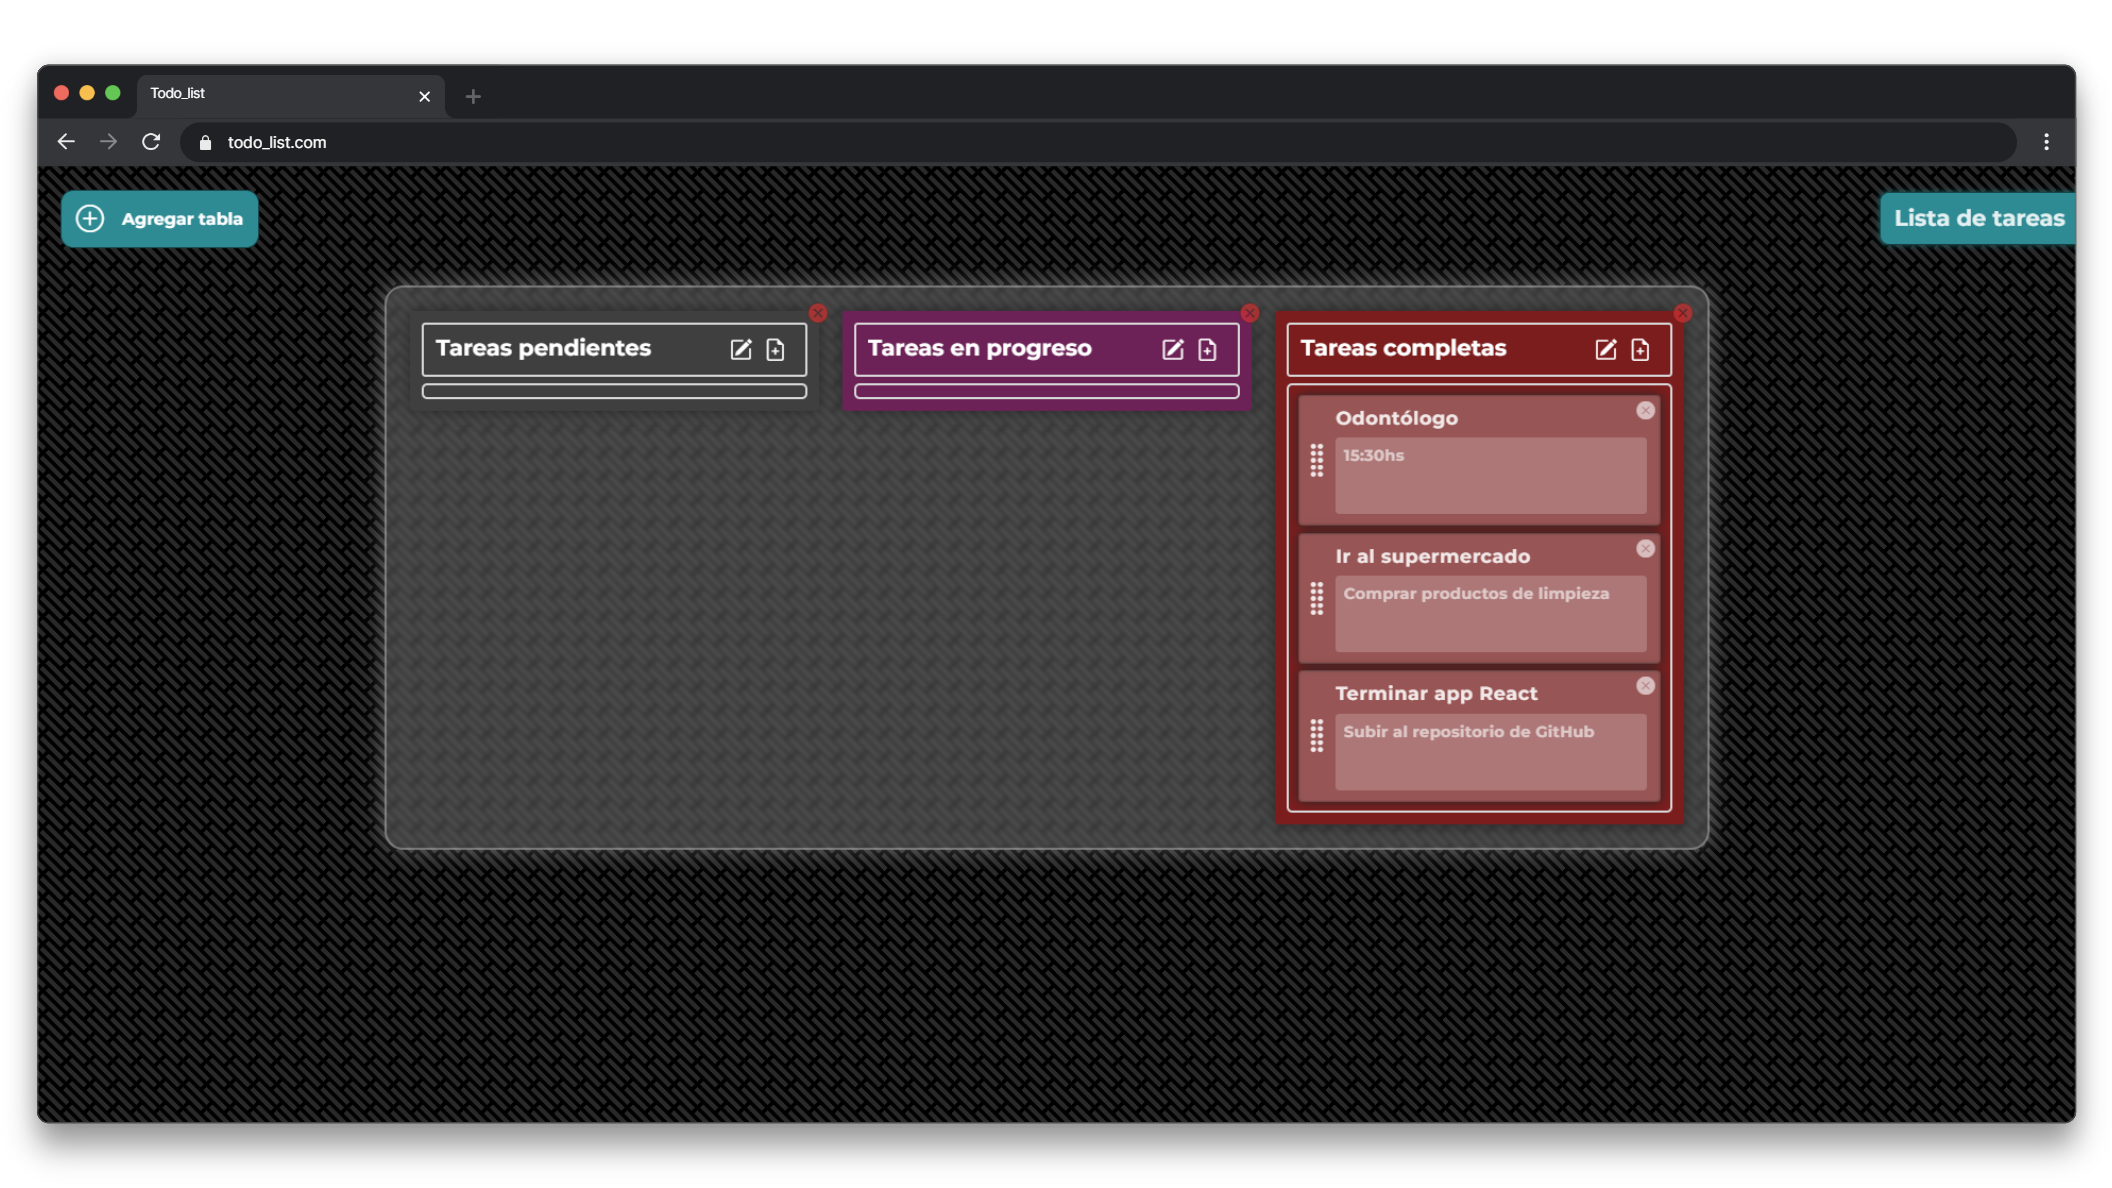 Todo_list
todo_list.com
Agregar tabla
Lista de tareas
Tareas pendientes
Tareas en progreso
Tareas completas
Odontólogo
15:30hs
Ir al supermercado
Comprar productos de limpieza
Terminar app React
Subir al repositorio de GitHub